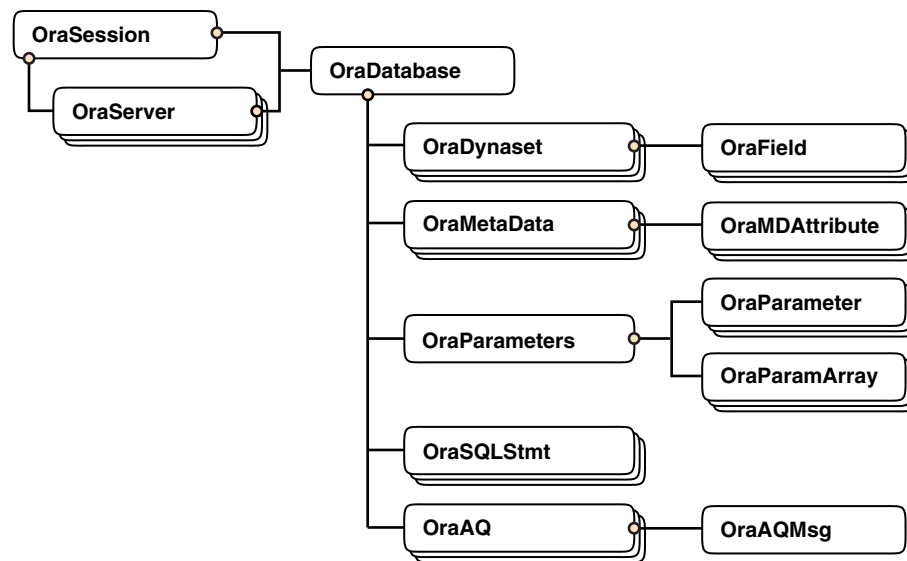 OraSession
OraDatabase
OraServer
OraDynaset
OraField
OraMetaData
OraMDAttribute
OraParameter
OraParameters
OraParamArray
OraSQLStmt
OraAQ
OraAQMsg